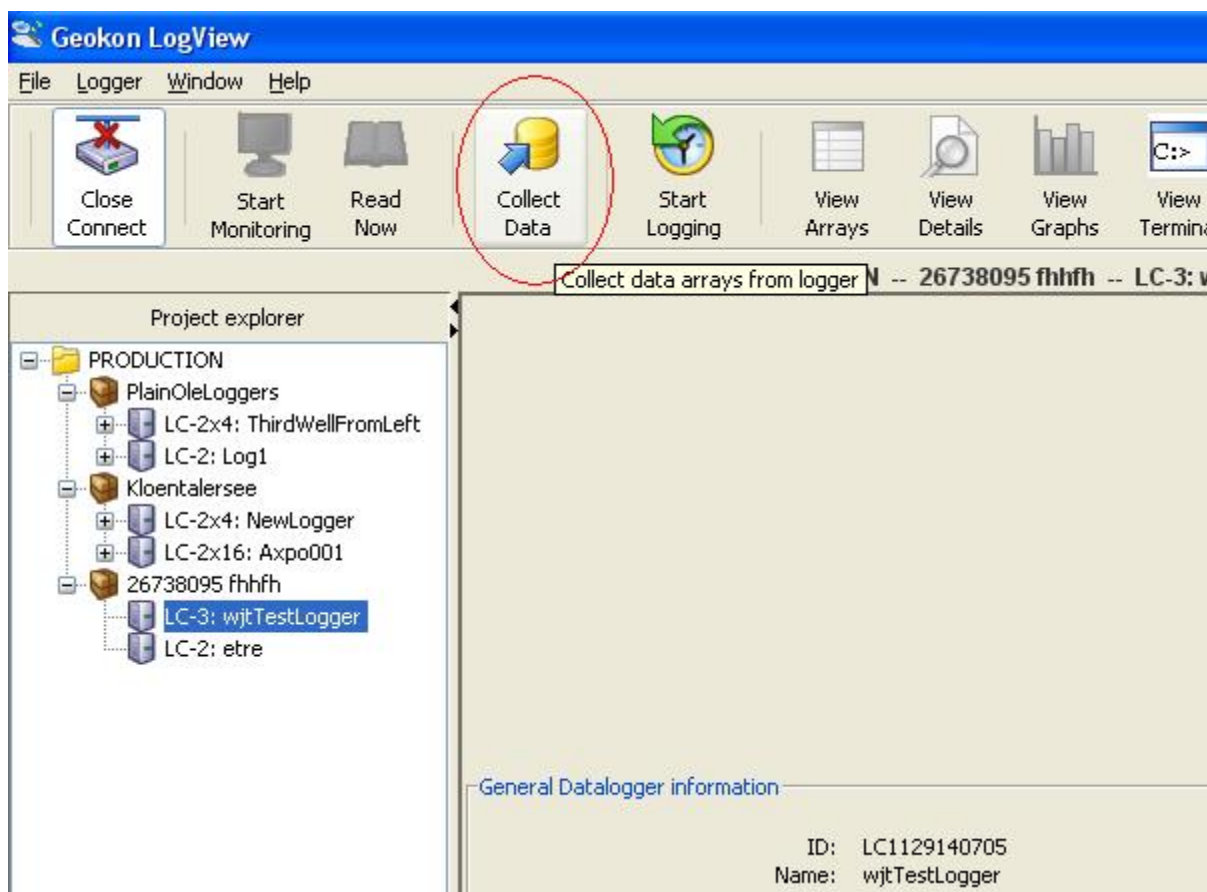 Geokon LogView
File Logger Window Help
Close Connect
Start Monitoring
Read Now
Collect Data
Start Logging
View Arrays
View Details
View Graphs
View
C:>
Collect data arrays from logger
N -- 26738095 fhhfh -- LC-3:
Project explorer
PRODUCTION
PlainOleLoggers
LC-2x4: ThirdWellFromLeft
LC-2: Log1
Kloentalersee
LC-2x4: NewLogger
LC-2x16: Axpo001
26738095 fhhfh
LC-3: wjtTestLogger
LC-2: etre
General Datalogger information
ID: LC1129140705
Name: wjtTestLogger